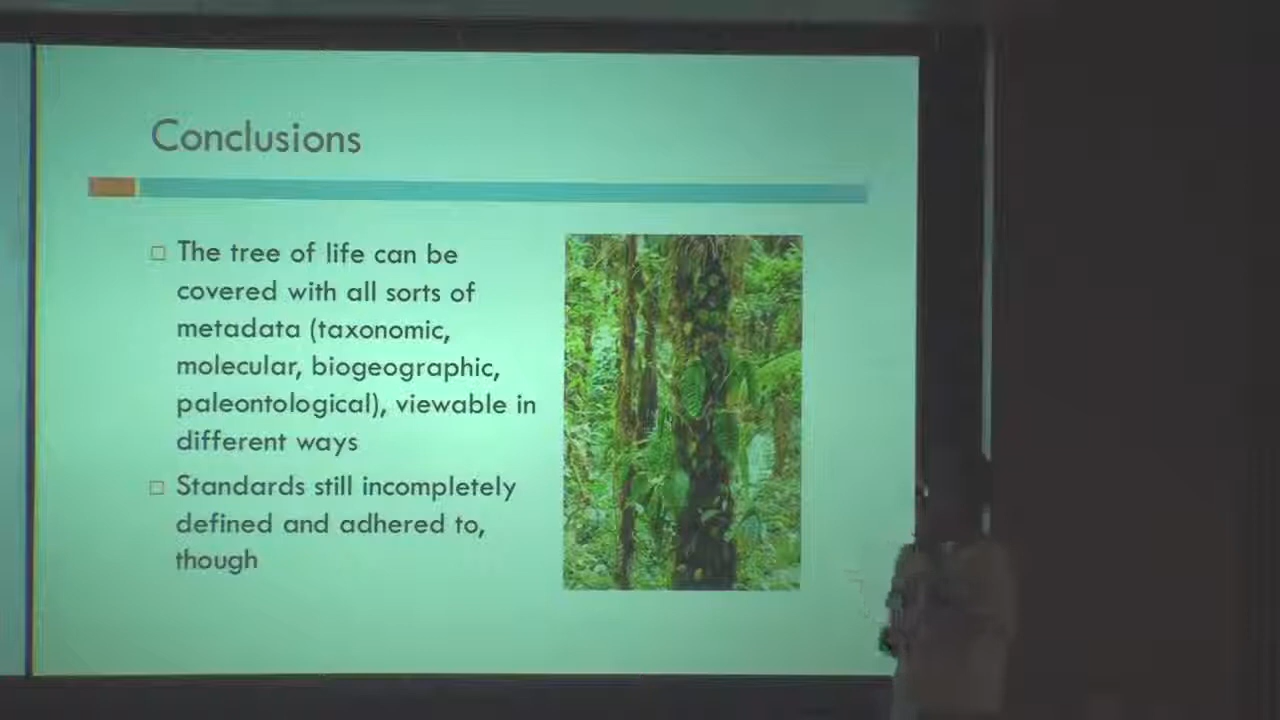 Conclusions
The tree of life can be
covered with all sorts of
metadata (taxonomic,
molecular, biogeographic,
paleontological), viewable in
different ways
Standards still incompletely
defined and adhered to,
though